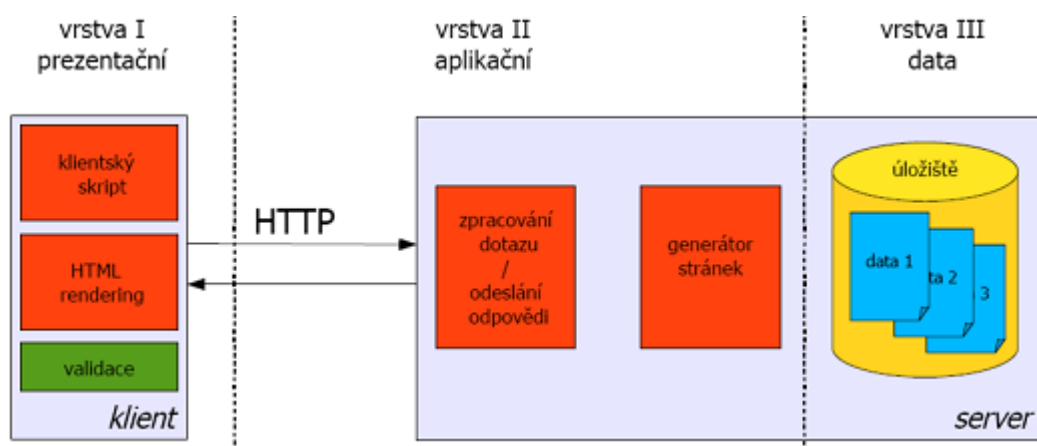 vrstva I
prezentační
vrstva II
aplikační
vrstva III
data
klientský
skript
HTML
rendering
validace
klient
HTTP
zpracování
dotazu
/
odeslání
odpovědi
generátor
stránek
úložiště
data 1
ta 2
3
server